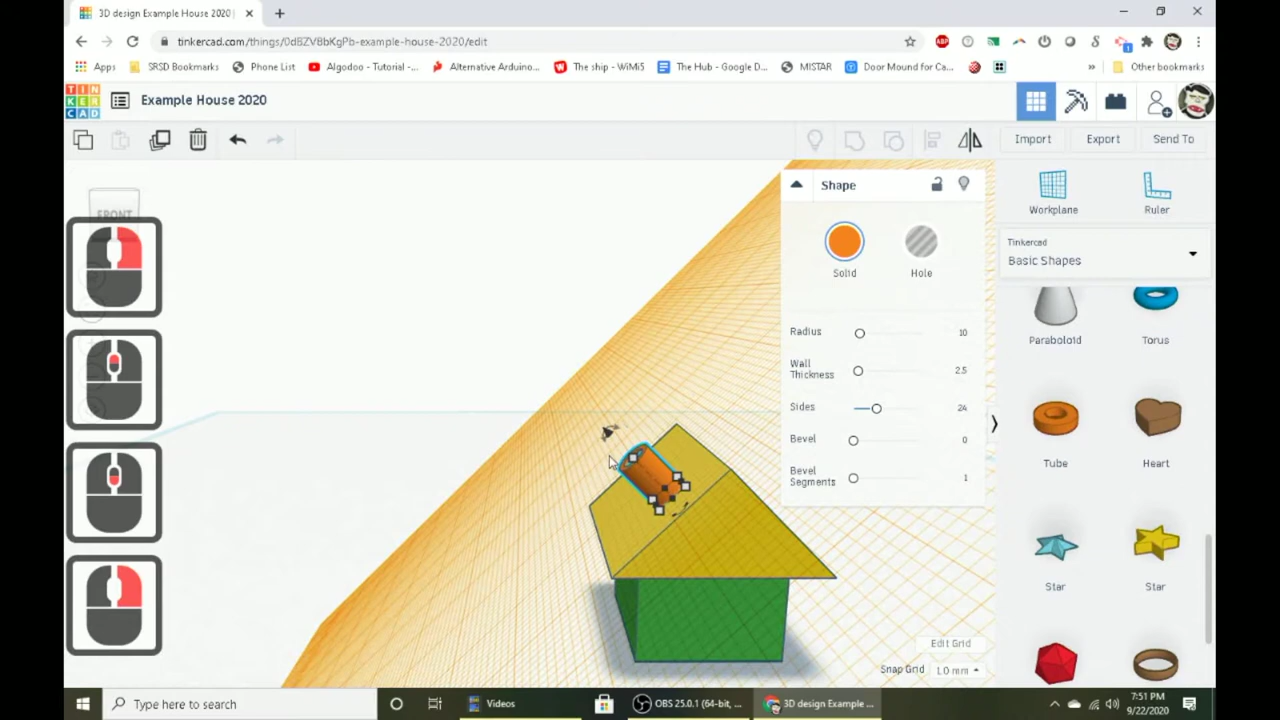 3D design Example House 2020 |
tinkercad.com/things/0dBZVBbKgPb-example-house-2020/edit
Apps SRSD Bookmarks Phone List Algodoo - Tutorial -... Alternative Arduino... The ship - WiMi5 The Hub - Google D... MISTAR Door Mound for Ca... » Other bookmarks
TIN
KER
CAD
Example House 2020
Import Export Send To
FRONT
Shape
Workplane Ruler
Solid Hole
Tinkercad
Basic Shapes
Radius 10
Wall
Thickness 2.5
Sides 24
Bevel 0
Bevel
Segments 1
Paraboloid Torus
Tube Heart
Star Star
Edit Grid
Snap Grid 1.0 mm
Type here to search Videos OBS 25.0.1 (64-bit, ... 3D design Example ...
7:51 PM
9/22/2020